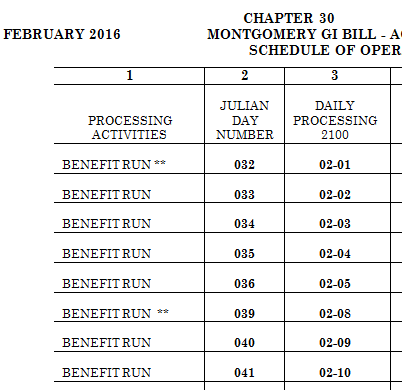 CHAPTER 30
FEBRUARY 2016 MONTGOMERY GI BILL - A
SCHEDULE OF OPER
1 2 3
PROCESSING ACTIVITIES JULIAN DAY NUMBER DAILY PROCESSING 2100
BENEFIT RUN ** 032 02-01
BENEFIT RUN 033 02-02
BENEFIT RUN 034 02-03
BENEFIT RUN 035 02-04
BENEFIT RUN 036 02-05
BENEFIT RUN ** 039 02-08
BENEFIT RUN 040 02-09
BENEFIT RUN 041 02-10